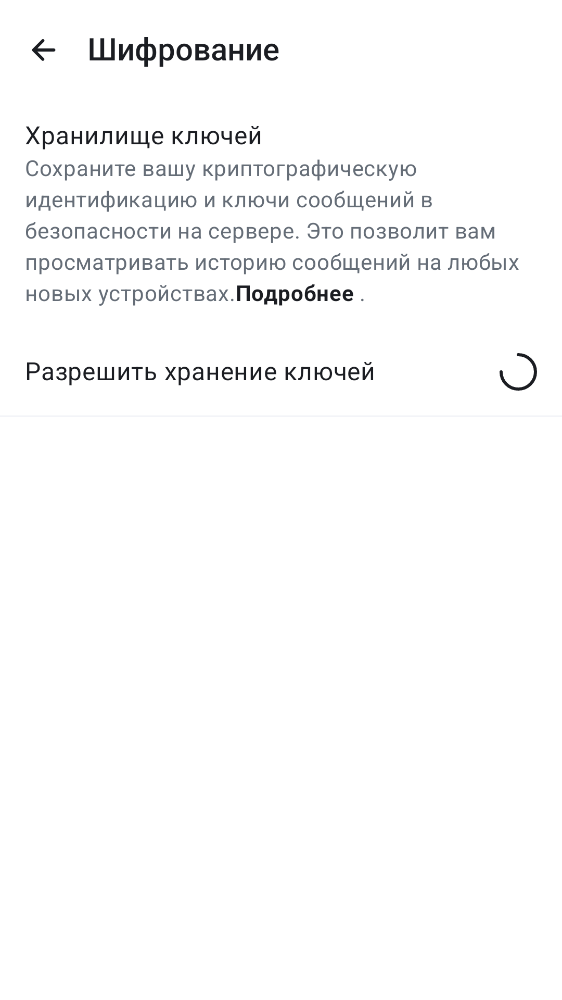 Шифрование
Хранилище ключей
Сохраните вашу криптографическую
идентификацию и ключи сообщений в
безопасности на сервере. Это позволит вам
просматривать историю сообщений на любых
новых устройствах.Подробнее .
Разрешить хранение ключей